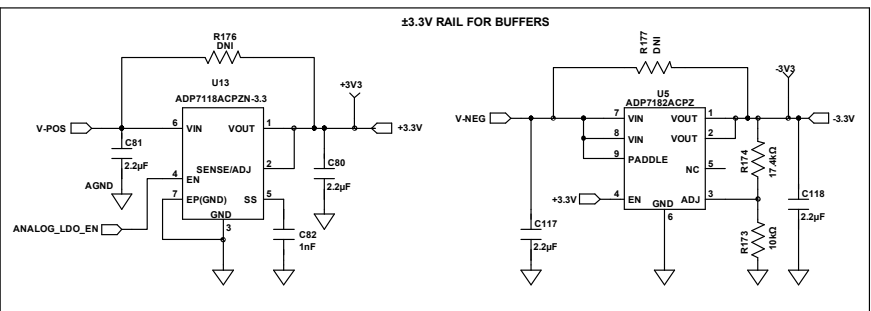 ±3.3V RAIL FOR BUFFERS
R176
DNI
U13
ADP7118ACPZN-3.3
+3V3
V-POS
6 VIN
VOUT 1
+3.3V
C81
2.2µF
AGND
SENSE/ADJ 2
4 EN
7 EP(GND)
SS 5
GND
3
C80
2.2µF
C82
1nF
ANALOG_LDO_EN
R177
DNI
U5
ADP7182ACPZ
-3V3
V-NEG
7 VIN
VOUT 1
-3.3V
8 VIN
VOUT 2
9 PADDLE
NC 5
+3.3V
4 EN
GND
6
ADJ 3
R174
17.4kΩ
R173
10kΩ
C117
2.2µF
C118
2.2µF